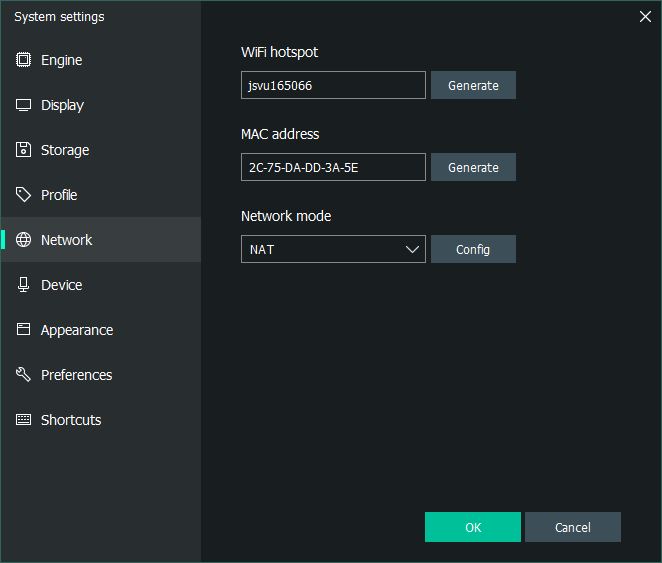 System settings
Engine
Display
Storage
Profile
Network
Device
Appearance
Preferences
Shortcuts
WiFi hotspot
jsvu165066
Generate
MAC address
2C-75-DA-DD-3A-5E
Generate
Network mode
NAT
Config
OK
Cancel